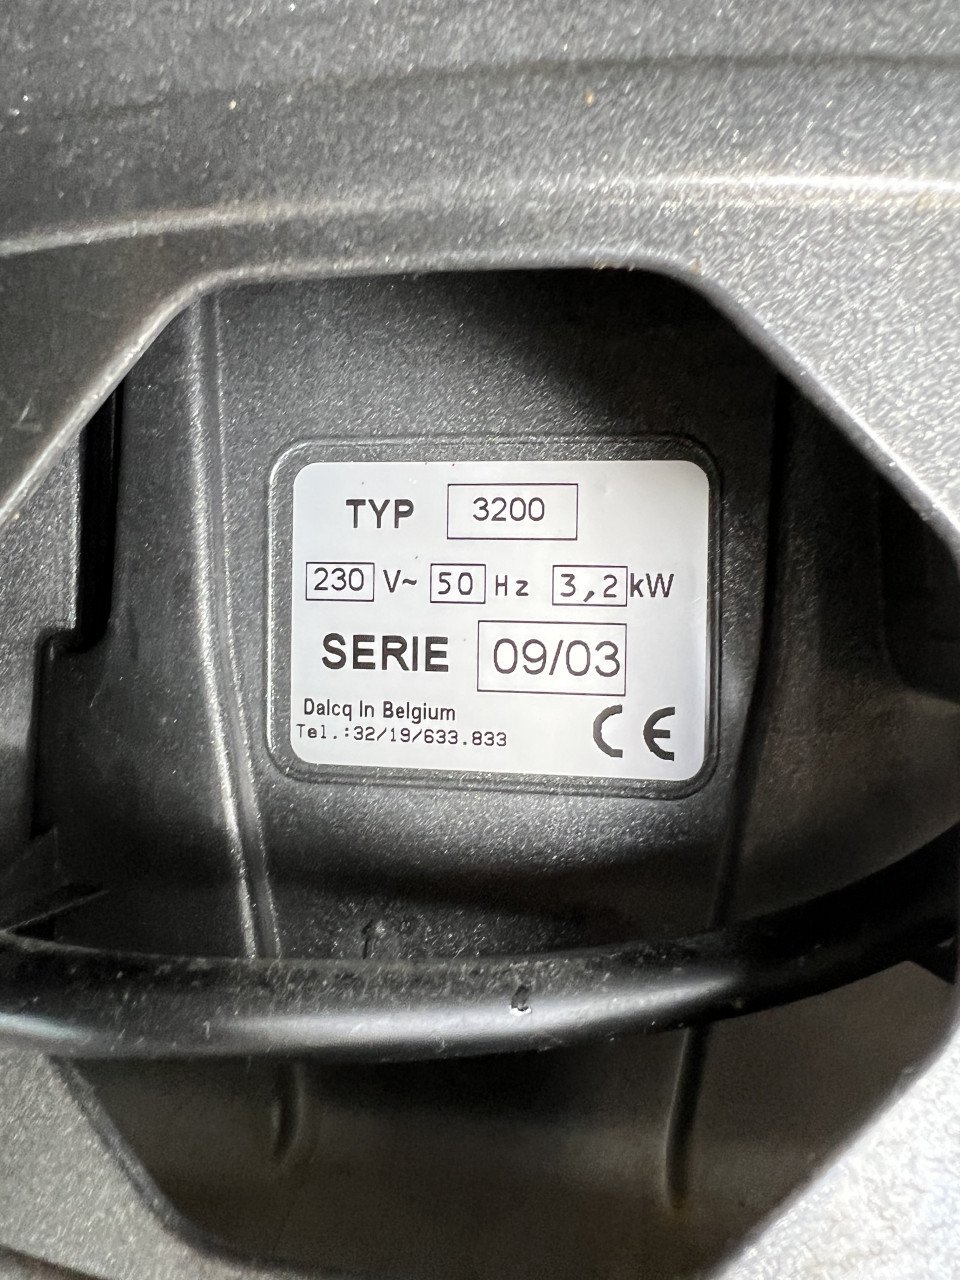 TYP 3200
230 V~ 50 Hz 3,2 kW
SERIE 09/03
Dalcq In Belgium
Tel.:32/19/633.833
CE